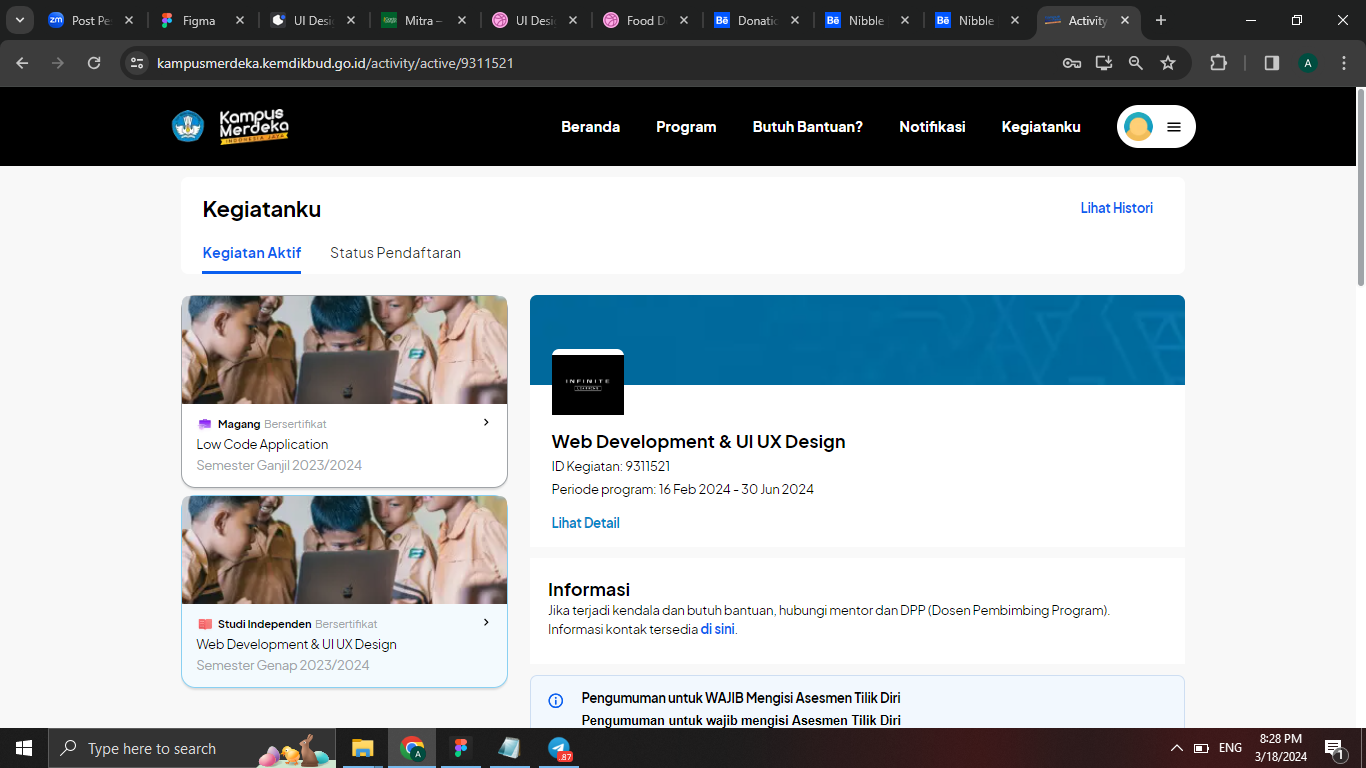 Post Pe
Figma
UI Desi
Mitra –
UI Desi
Food D
Donatio
Nibble
Nibble
Activity
kampusmerdeka.kemdikbud.go.id/activity/active/9311521
A
Kampus
Merdeka
INDONESIA JAYA
Beranda
Program
Butuh Bantuan?
Notifikasi
Kegiatanku
Kegiatanku
Lihat Histori
Kegiatan Aktif
Status Pendaftaran
Magang Bersertifikat
Low Code Application
Semester Ganjil 2023/2024
Studi Independen Bersertifikat
Web Development & UI UX Design
Semester Genap 2023/2024
INFINITE
LEARNING
Web Development & UI UX Design
ID Kegiatan: 9311521
Periode program: 16 Feb 2024 - 30 Jun 2024
Lihat Detail
Informasi
Jika terjadi kendala dan butuh bantuan, hubungi mentor dan DPP (Dosen Pembimbing Program).
Informasi kontak tersedia di sini.
Pengumuman untuk WAJIB Mengisi Asesmen Tilik Diri
Pengumuman untuk wajib mengisi Asesmen Tilik Diri
Type here to search
A
87
ENG
8:28 PM
3/18/2024
1